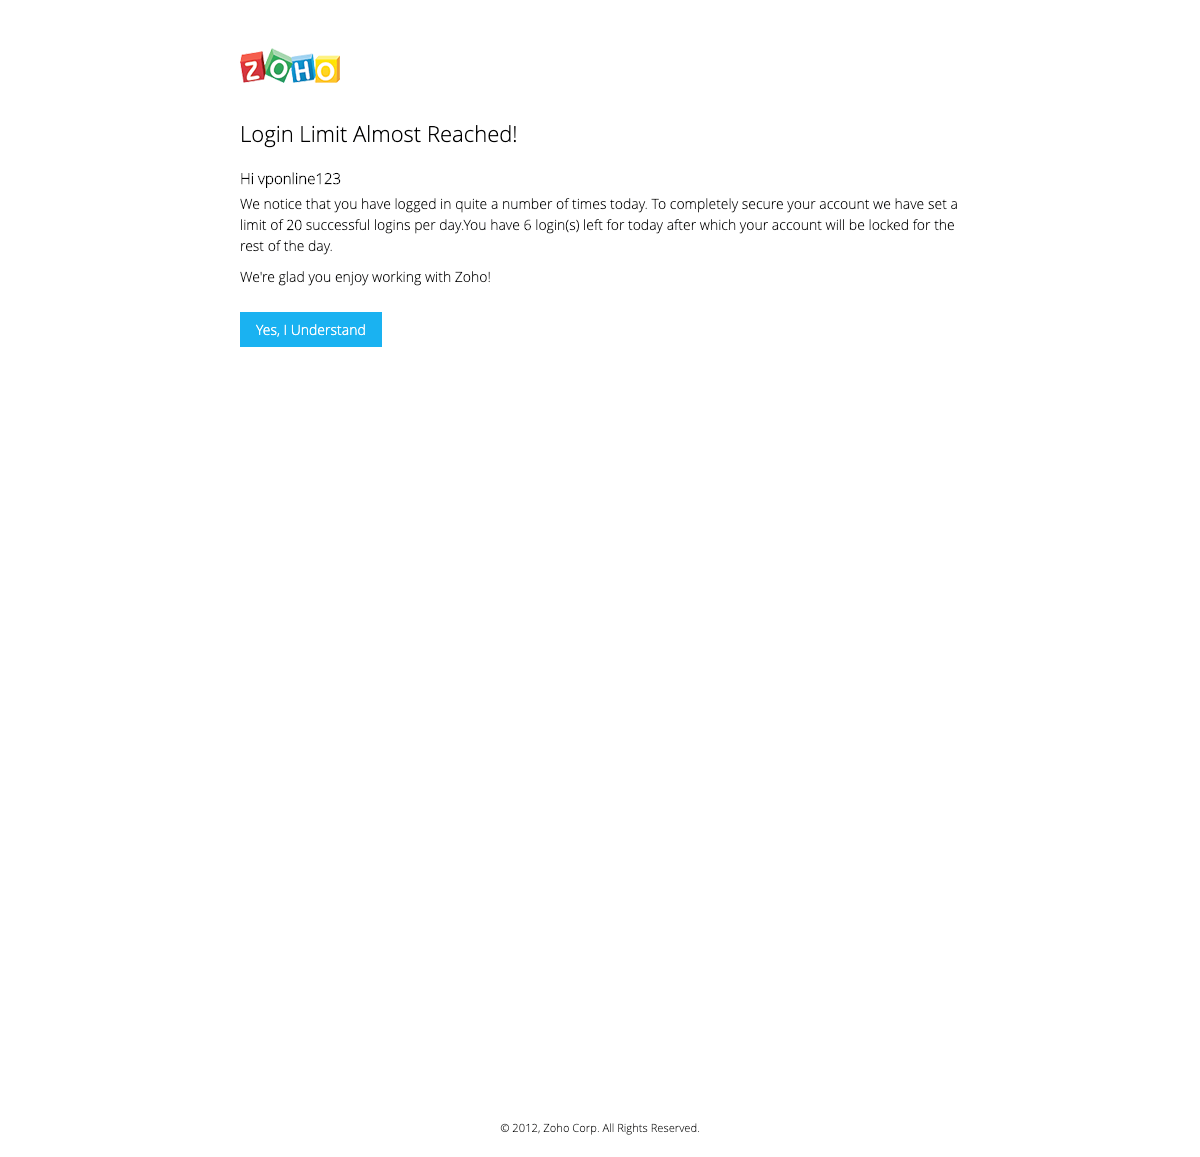 ZOHO
Login Limit Almost Reached!
Hi vponline123
We notice that you have logged in quite a number of times today. To completely secure your account we have set a
limit of 20 successful logins per day.You have 6 login(s) left for today after which your account will be locked for the
rest of the day.
We're glad you enjoy working with Zoho!
Yes, I Understand
© 2012, Zoho Corp. All Rights Reserved.